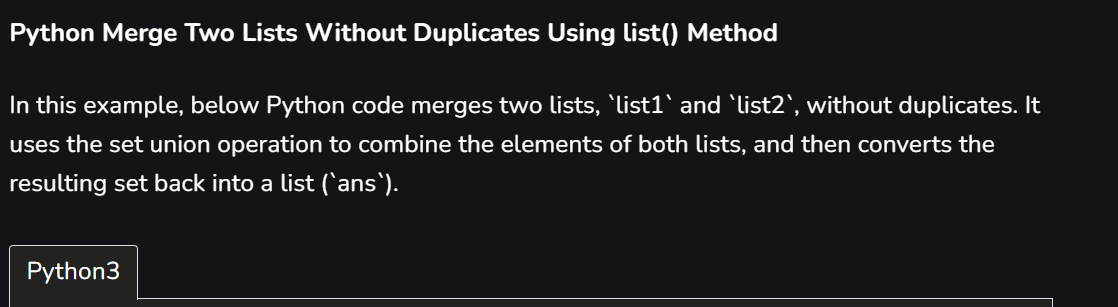 Python Merge Two Lists Without Duplicates Using list() Method
In this example, below Python code merges two lists, `list1` and `list2`, without duplicates. It
uses the set union operation to combine the elements of both lists, and then converts the
resulting set back into a list (`ans`).
Python3